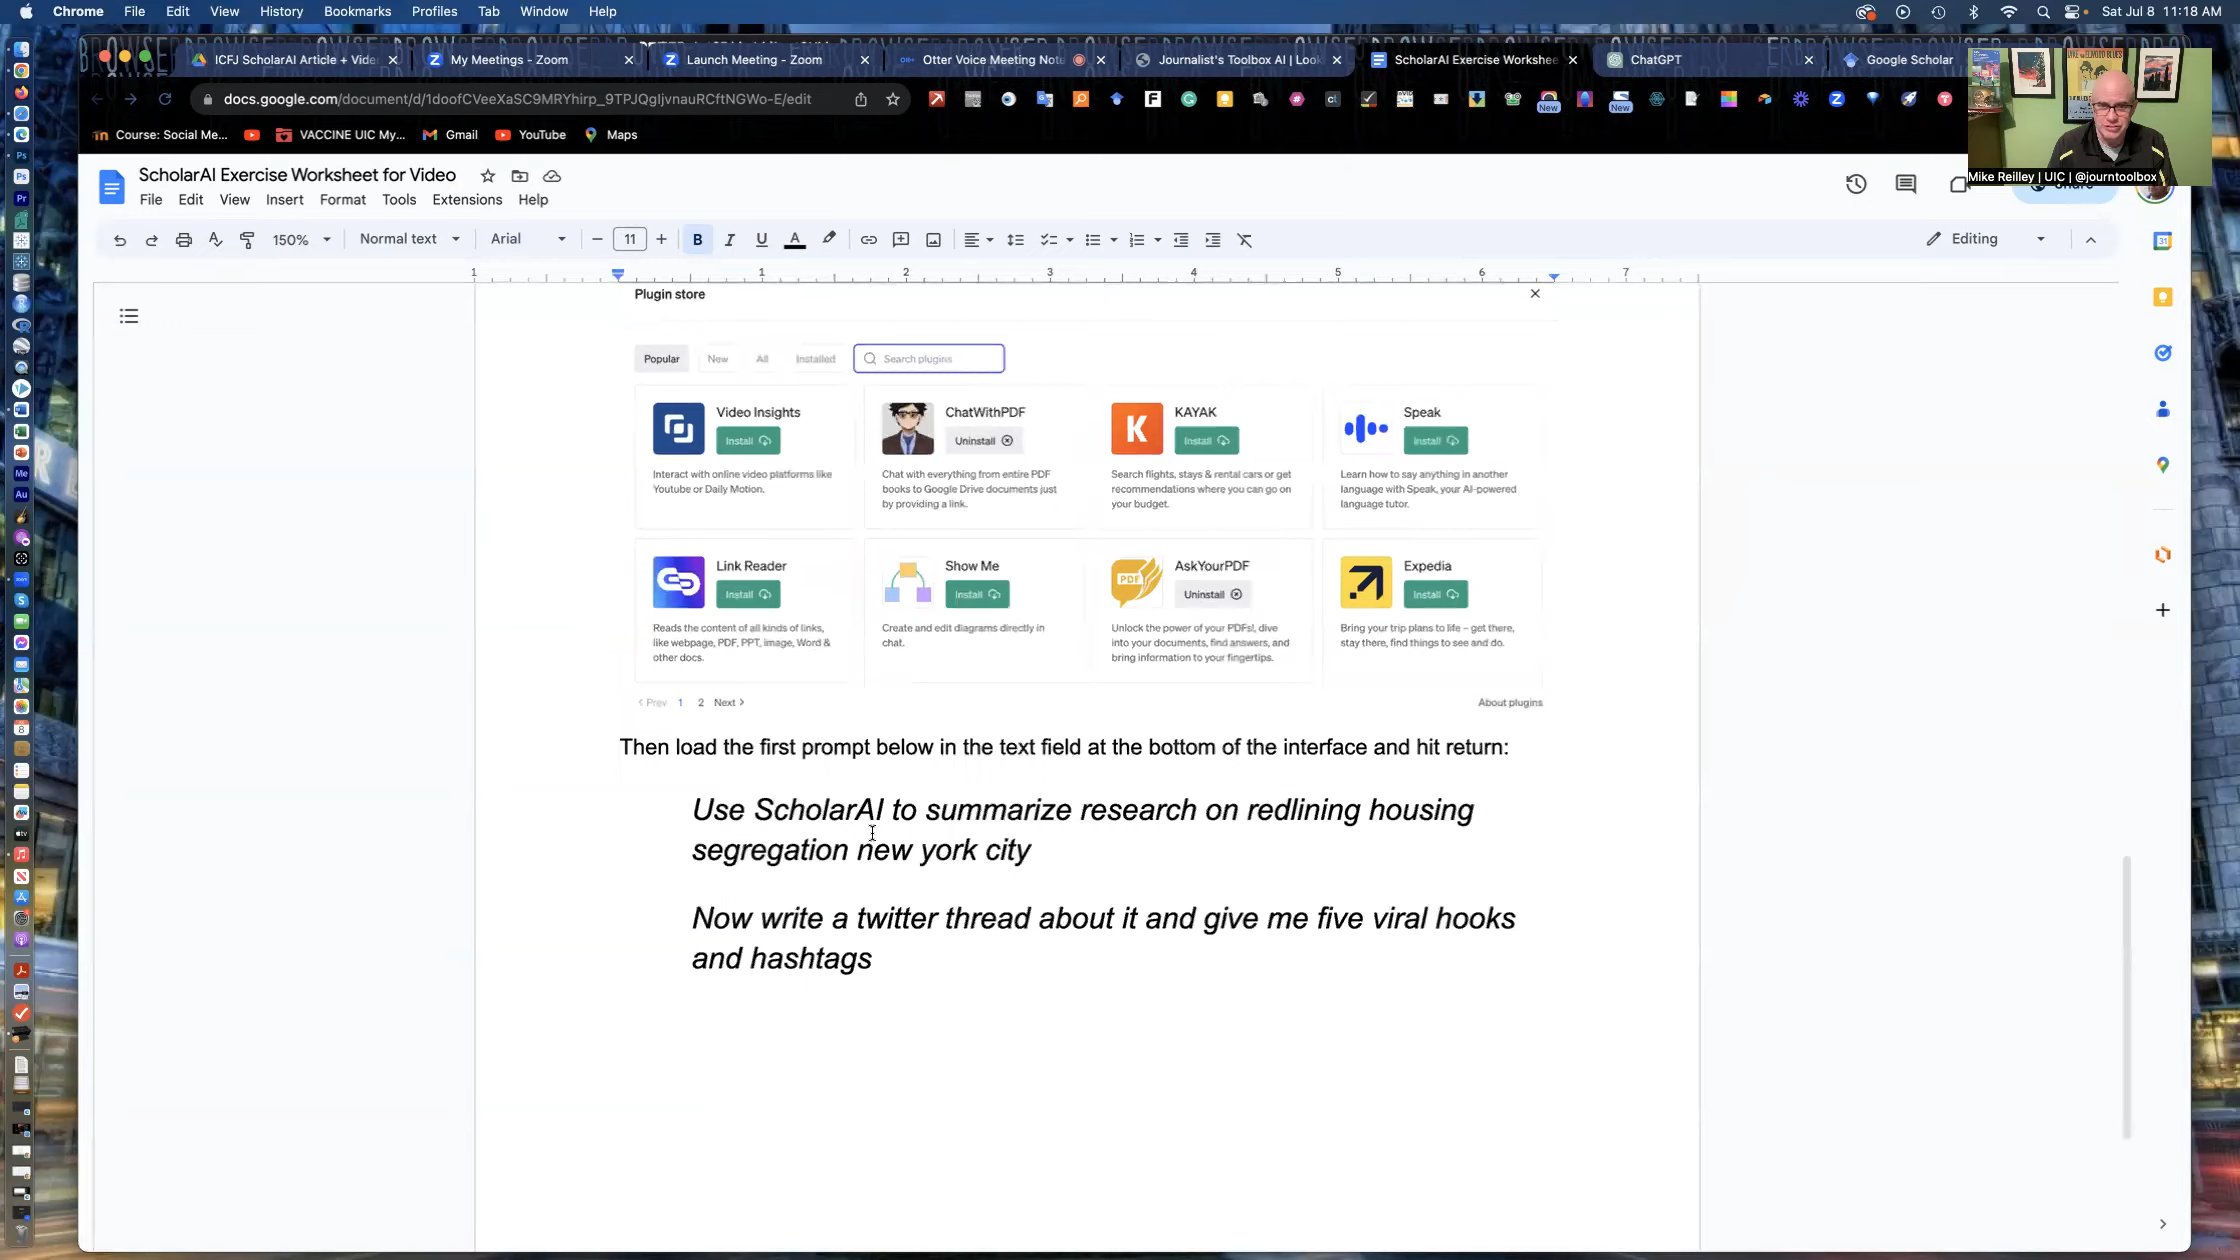 Chrome File Edit View History Bookmarks Profiles Tab Window Help Sat Jul 8 11:18 AM
ICFJ ScholarAI Article + Vide My Meetings - Zoom Launch Meeting - Zoom Otter Voice Meeting Note Journalist's Toolbox AI | Look ScholarAI Exercise Workshee ChatGPT Google Scholar
docs.google.com/document/d/1doofCVeeXaSC9MRYhirp_9TPJQgIjvnauRCftNGWo-E/edit
New New
Course: Social Me... VACCINE UIC My... Gmail YouTube Maps
Mike Reilley | UIC | @journtoolbox
ScholarAI Exercise Worksheet for Video
File Edit View Insert Format Tools Extensions Help
Share
150% Normal text Arial 11 B I U A Editing
1 1 2 3 4 5 6 7
Plugin store
Popular New All Installed Search plugins
Video Insights ChatWithPDF KAYAK Speak
Install Uninstall Install Install
Interact with online video platforms like Chat with everything from entire PDF Search flights, stays & rental cars or get Learn how to say anything in another
Youtube or Daily Motion. books to Google Drive documents just recommendations where you can go on language with Speak, your AI-powered
by providing a link. your budget. language tutor.
Link Reader Show Me AskYourPDF Expedia
Install Install Uninstall Install
Reads the content of all kinds of links, Create and edit diagrams directly in Unlock the power of your PDFs!, dive Bring your trip plans to life – get there,
like webpage, PDF, PPT, image, Word & chat. into your documents, find answers, and stay there, find things to see and do.
other docs. bring information to your fingertips.
Prev 1 2 Next About plugins
Then load the first prompt below in the text field at the bottom of the interface and hit return:
Use ScholarAI to summarize research on redlining housing
segregation new york city
Now write a twitter thread about it and give me five viral hooks
and hashtags